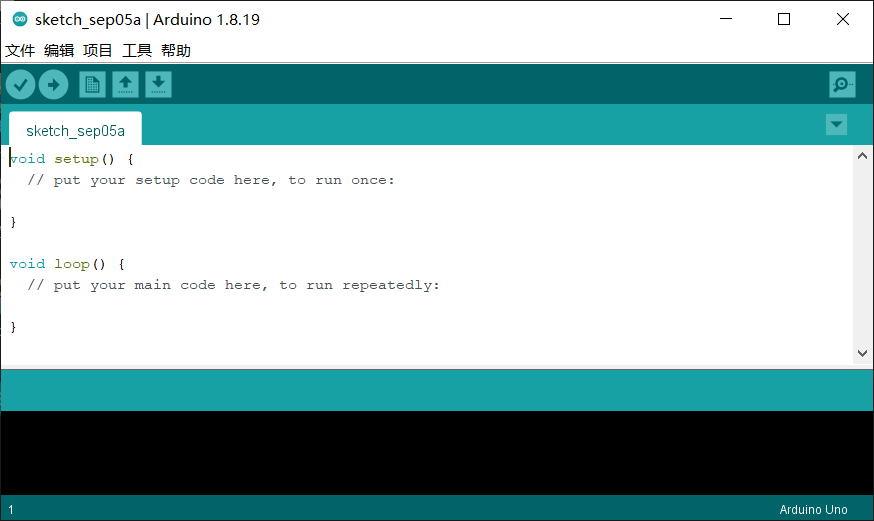 sketch_sep05a | Arduino 1.8.19
文件 编辑 项目 工具 帮助
sketch_sep05a
void setup() {
  // put your setup code here, to run once:
}
void loop() {
  // put your main code here, to run repeatedly:
}
1
Arduino Uno